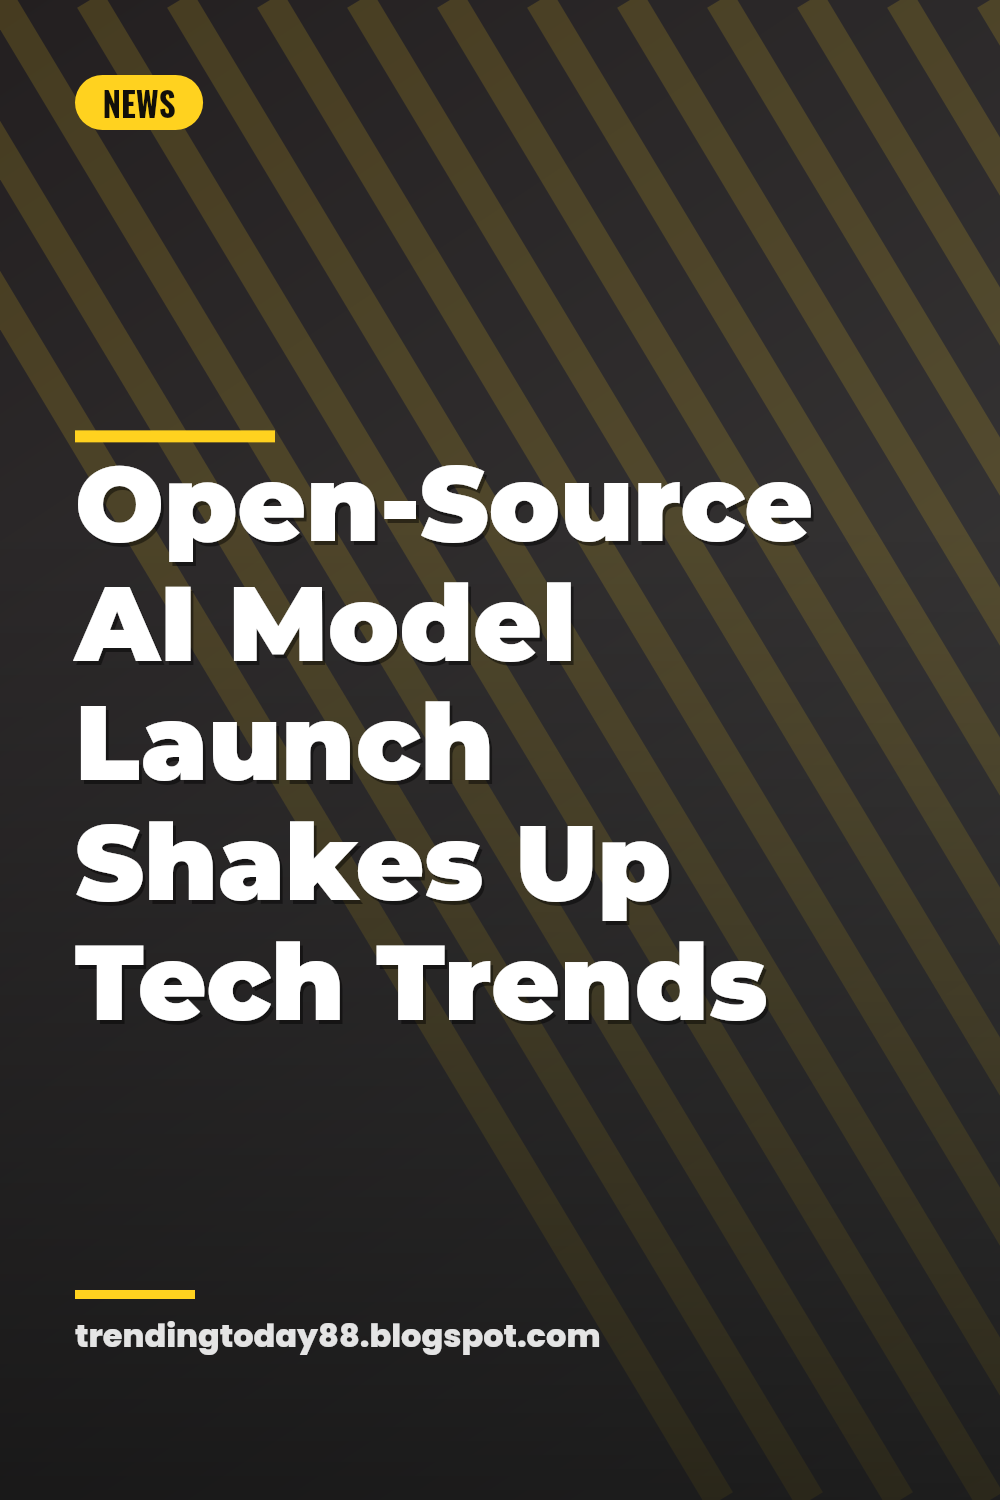 NEWS
Open-Source
AI Model
Launch
Shakes Up
Tech Trends
trendingtoday88.blogspot.com